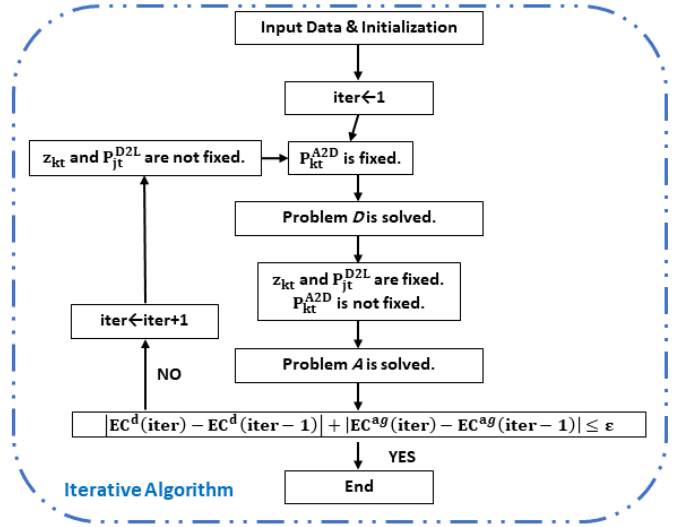 Input Data & Initialization
iter←1
z_kt and P_jt^D2L are not fixed.
P_kt^A2D is fixed.
Problem D is solved.
z_kt and P_jt^D2L are fixed.
P_kt^A2D is not fixed.
iter←iter+1
Problem A is solved.
NO
|EC^d(iter) − EC^d(iter − 1)| + |EC^ag(iter) − EC^ag(iter − 1)| ≤ ε
YES
End
Iterative Algorithm